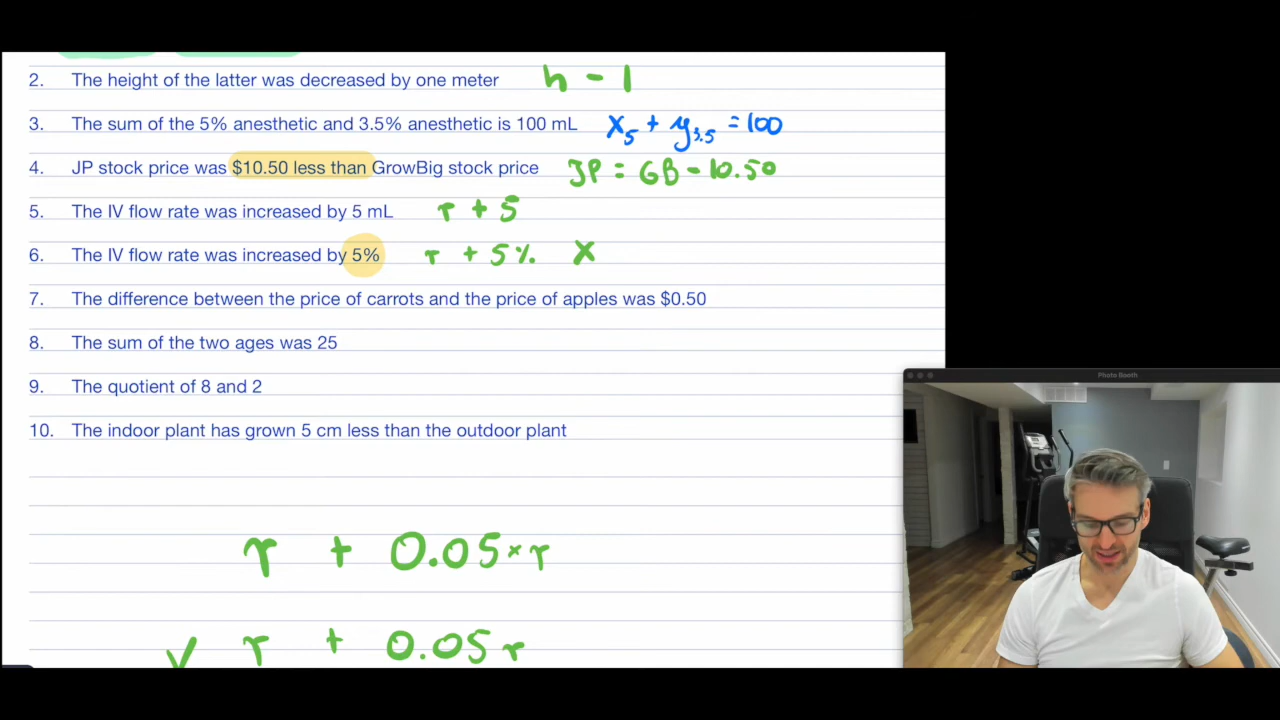 2. The height of the latter was decreased by one meter h - 1
3. The sum of the 5% anesthetic and 3.5% anesthetic is 100 mL x₅ + y₃.₅ = 100
4. JP stock price was $10.50 less than GrowBig stock price JP = GB - 10.50
5. The IV flow rate was increased by 5 mL r + 5
6. The IV flow rate was increased by 5% r + 5% X
7. The difference between the price of carrots and the price of apples was $0.50
8. The sum of the two ages was 25
9. The quotient of 8 and 2
10. The indoor plant has grown 5 cm less than the outdoor plant
Photo Booth
r + 0.05 × r
✓ r + 0.05 r